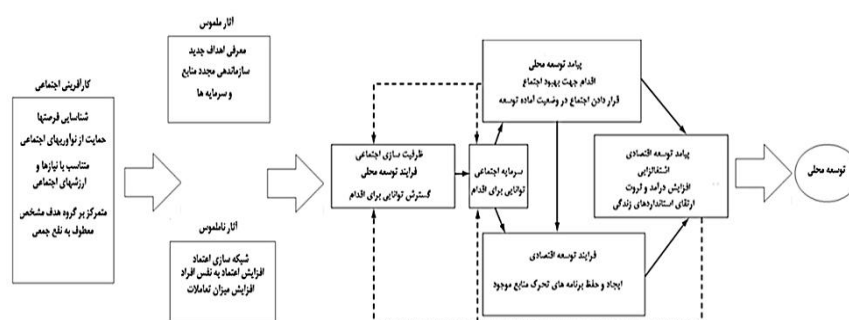 آثار ملموس
معرفی اهداف جدید
سازماندهی مجدد منابع
و سرمایه ها
کارآفرینی اجتماعی
شناسایی فرصتها
حمایت از نوآوریهای اجتماعی
متناسب با نیازها و
ارزشهای اجتماعی
متمرکز بر گروه هدف مشخص
معطوف به نفع جمعی
آثار ناملموس
شبکه سازی اعتماد
افزایش اعتماد به نفس افراد
افزایش میزان تعاملات
ظرفیت سازی اجتماعی
فرایند توسعه محلی
گسترش توانایی برای اقدام
سرمایه اجتماعی
توانایی برای اقدام
پیامد توسعه محلی
اقدام جهت بهبود اجتماع
قرار دادن اجتماع در وضعیت آماده توسعه
فرایند توسعه اقتصادی
ایجاد و حفظ برنامه های تحرک منابع موجود
پیامد توسعه اقتصادی
اشتغالزایی
افزایش درآمد و ثروت
ارتقای استانداردهای زندگی
توسعه محلی